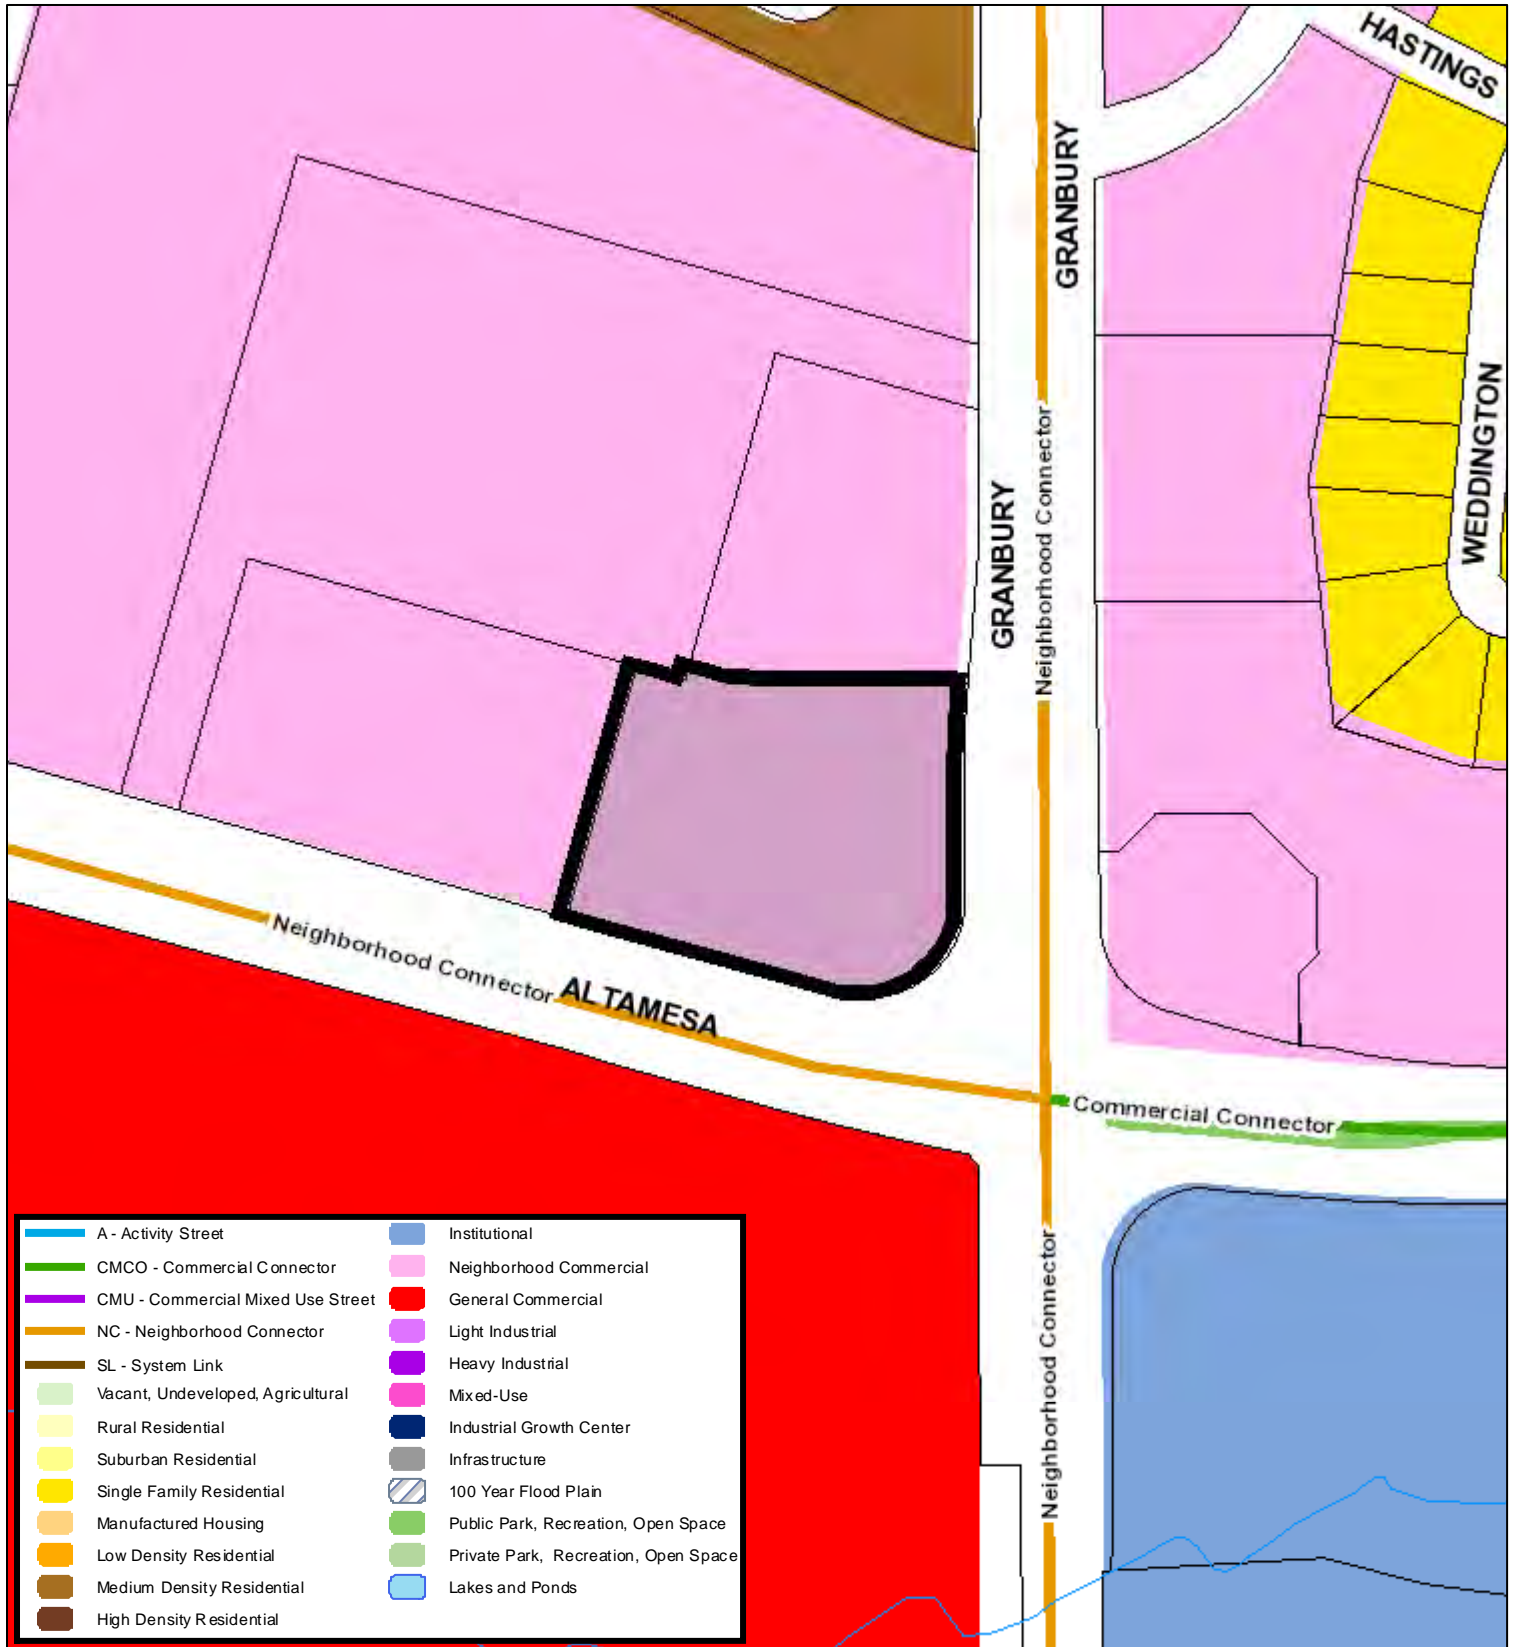 HASTINGS
GRANBURY
WEDDINGTON
Neighborhood Connector
GRANBURY
Neighborhood Connector
ALTAMESA
Commercial Connector
Neighborhood Connector
A - Activity Street
CMCO - Commercial Connector
CMU - Commercial Mixed Use Street
NC - Neighborhood Connector
SL - System Link
Vacant, Undeveloped, Agricultural
Rural Residential
Suburban Residential
Single Family Residential
Manufactured Housing
Low Density Residential
Medium Density Residential
High Density Residential
Institutional
Neighborhood Commercial
General Commercial
Light Industrial
Heavy Industrial
Mixed-Use
Industrial Growth Center
Infrastructure
100 Year Flood Plain
Public Park, Recreation, Open Space
Private Park, Recreation, Open Space
Lakes and Ponds